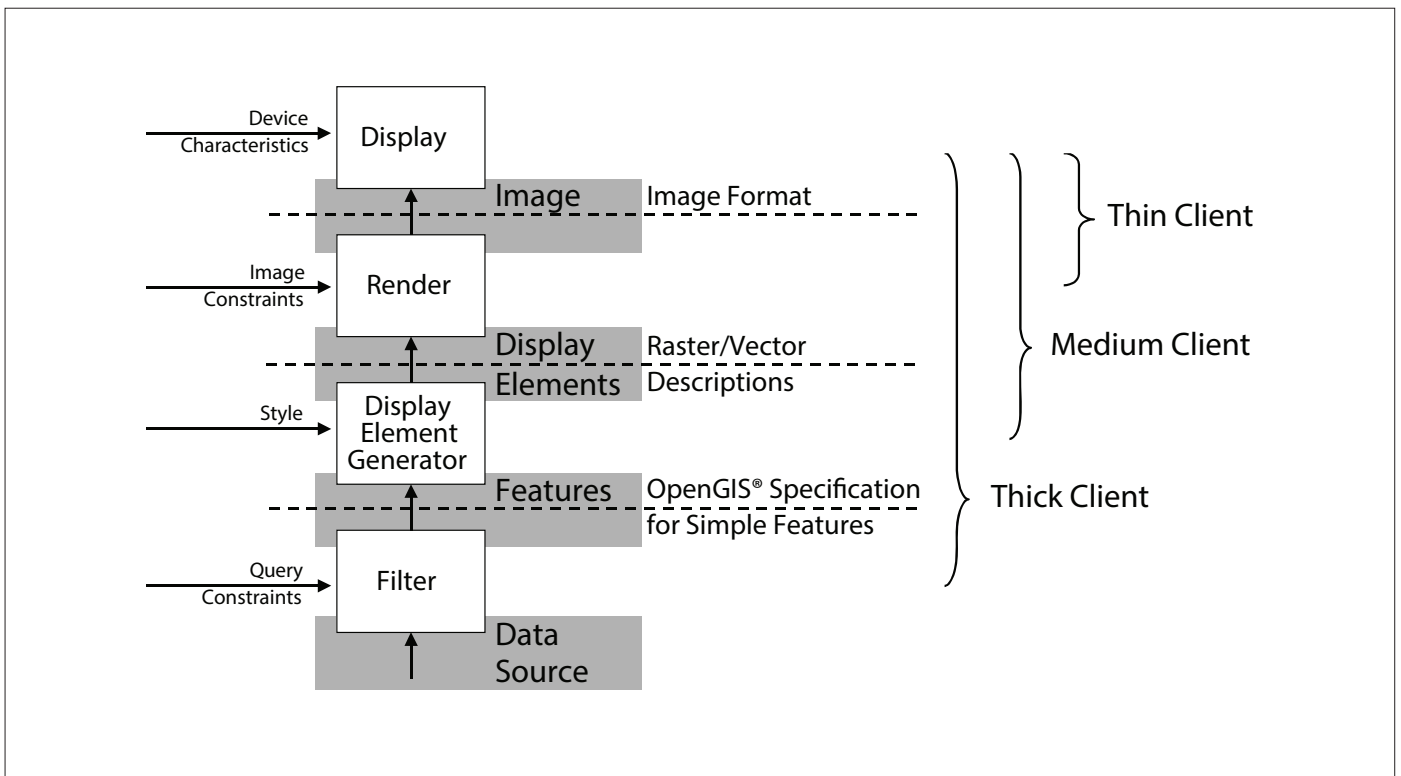 Device
Characteristics
Display
Image
Image Format
Thin Client
Image
Constraints
Render
Display
Elements
Raster/Vector
Descriptions
Medium Client
Style
Display
Element
Generator
Features
OpenGIS® Specification
for Simple Features
Thick Client
Query
Constraints
Filter
Data
Source